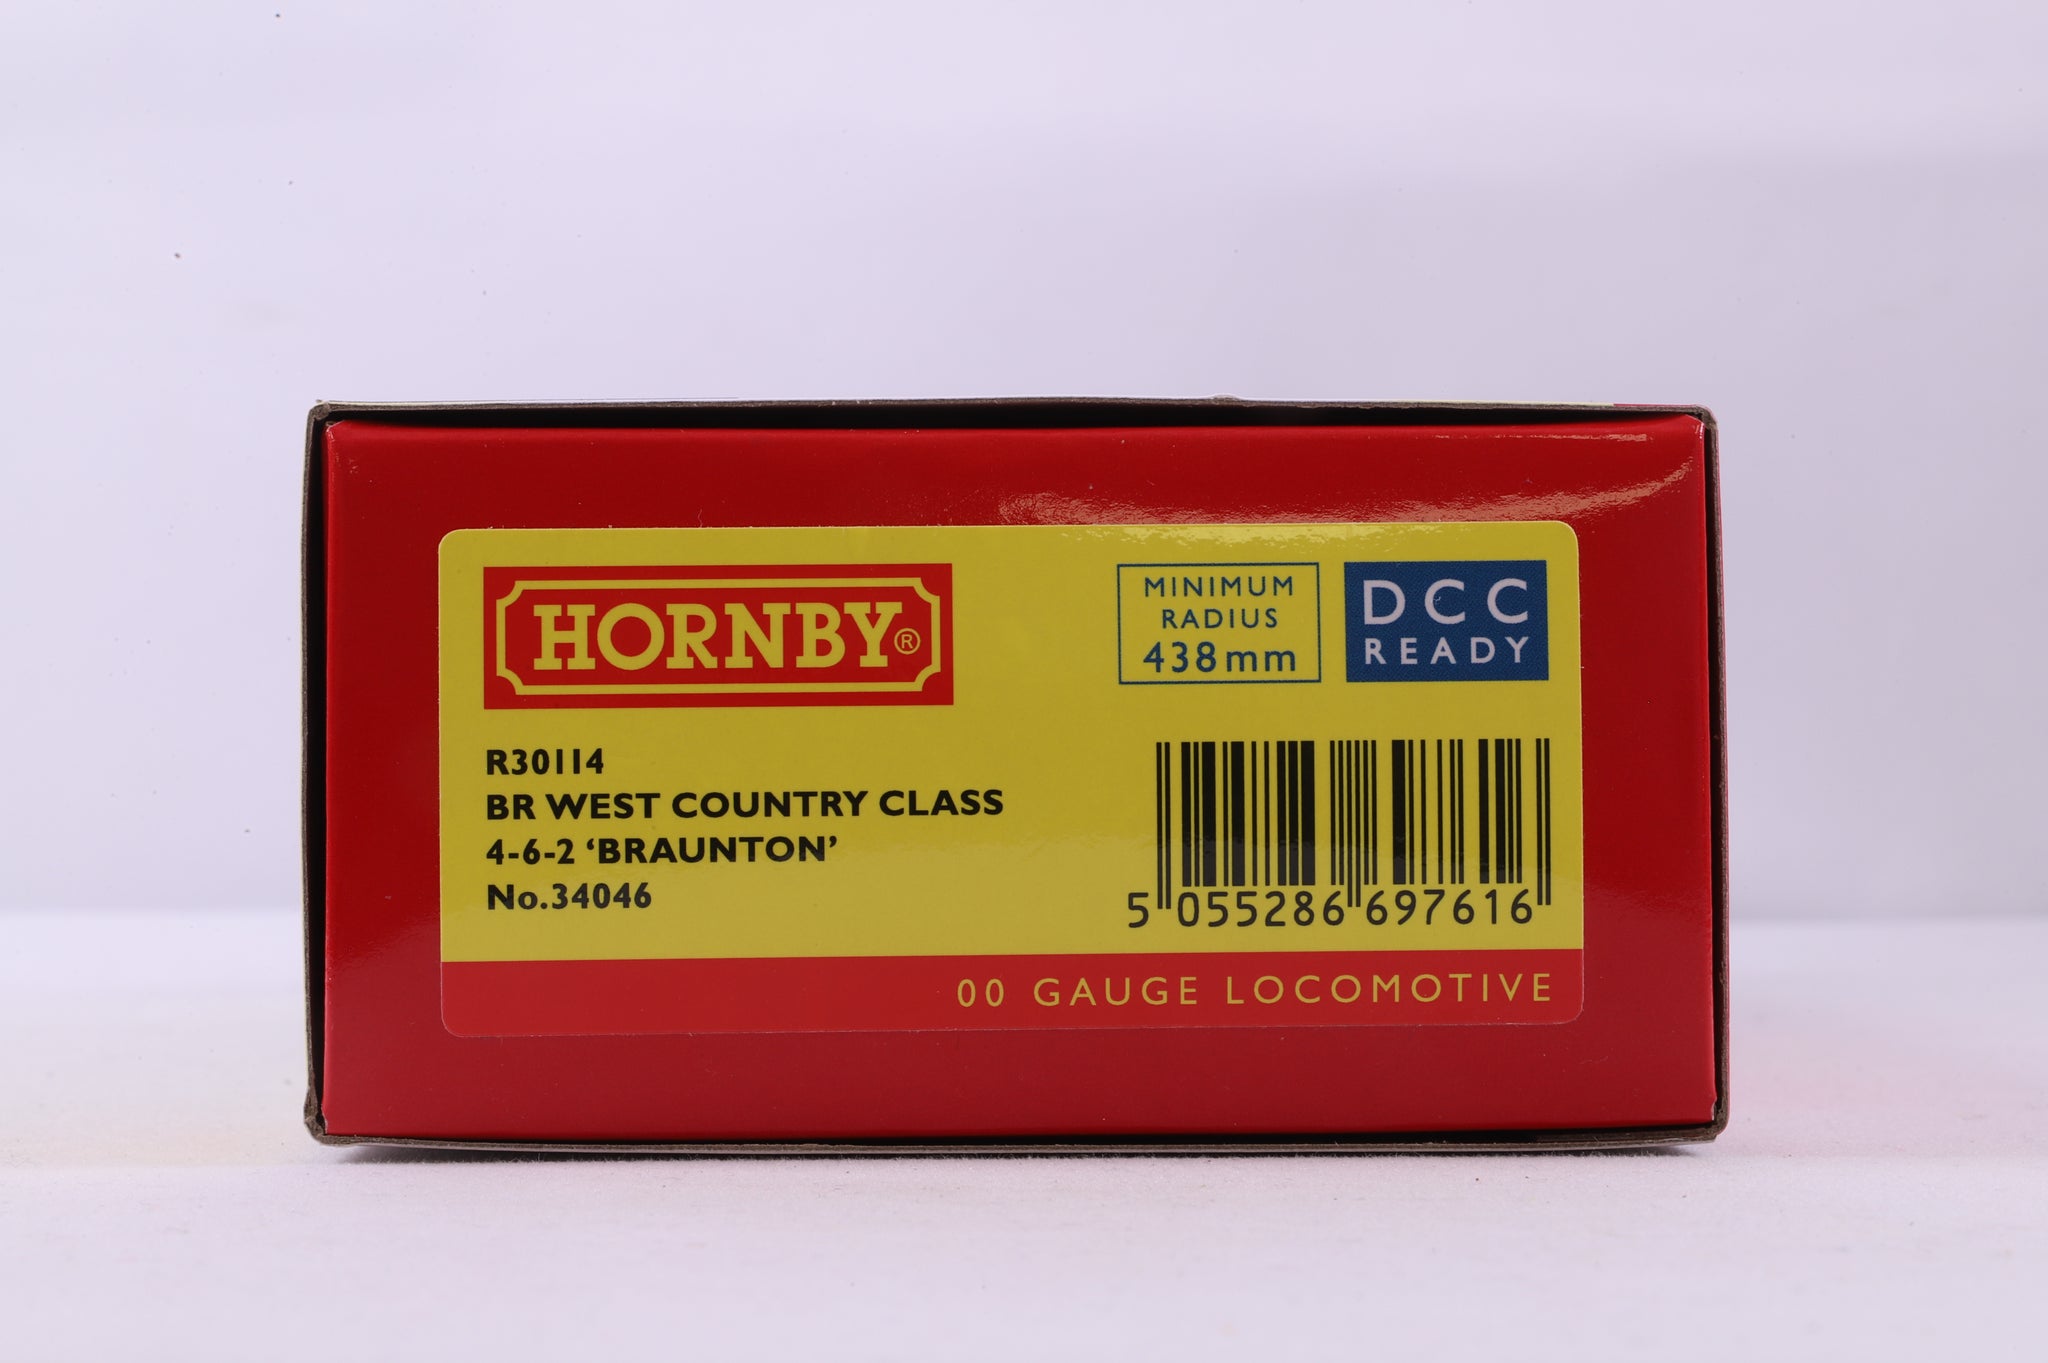 HORNBY®
MINIMUM
RADIUS
438mm
DCC
READY
R30114
BR WEST COUNTRY CLASS
4-6-2 ‘BRAUNTON’
No.34046
5 055286 697616
00 GAUGE LOCOMOTIVE